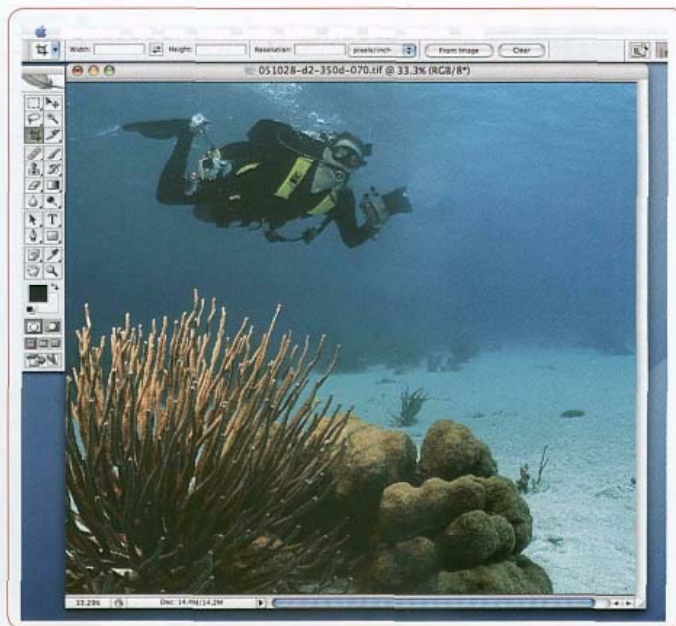 Width: Height: Resolution: pixels/inch Front Image Clear
051028-d2-350d-070.tif @ 33.3% (RGB/8*)
T
33.29% Doc: 14.4M/14.2M